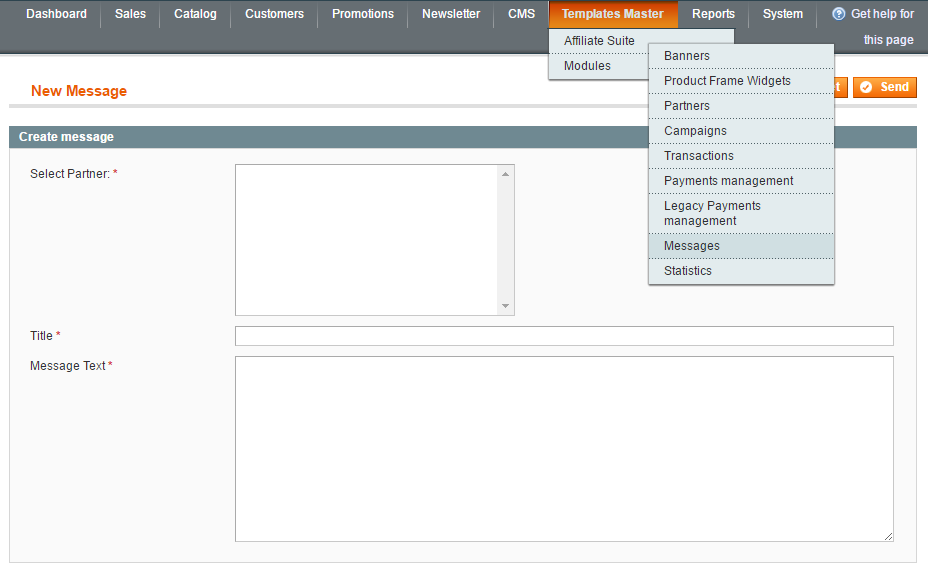 Dashboard Sales Catalog Customers Promotions Newsletter CMS Templates Master Reports System Get help for
this page
Affiliate Suite
Modules
Banners
Product Frame Widgets
Partners
Campaigns
Transactions
Payments management
Legacy Payments
management
Messages
Statistics
New Message
Send
Create message
Select Partner: *
Title *
Message Text *